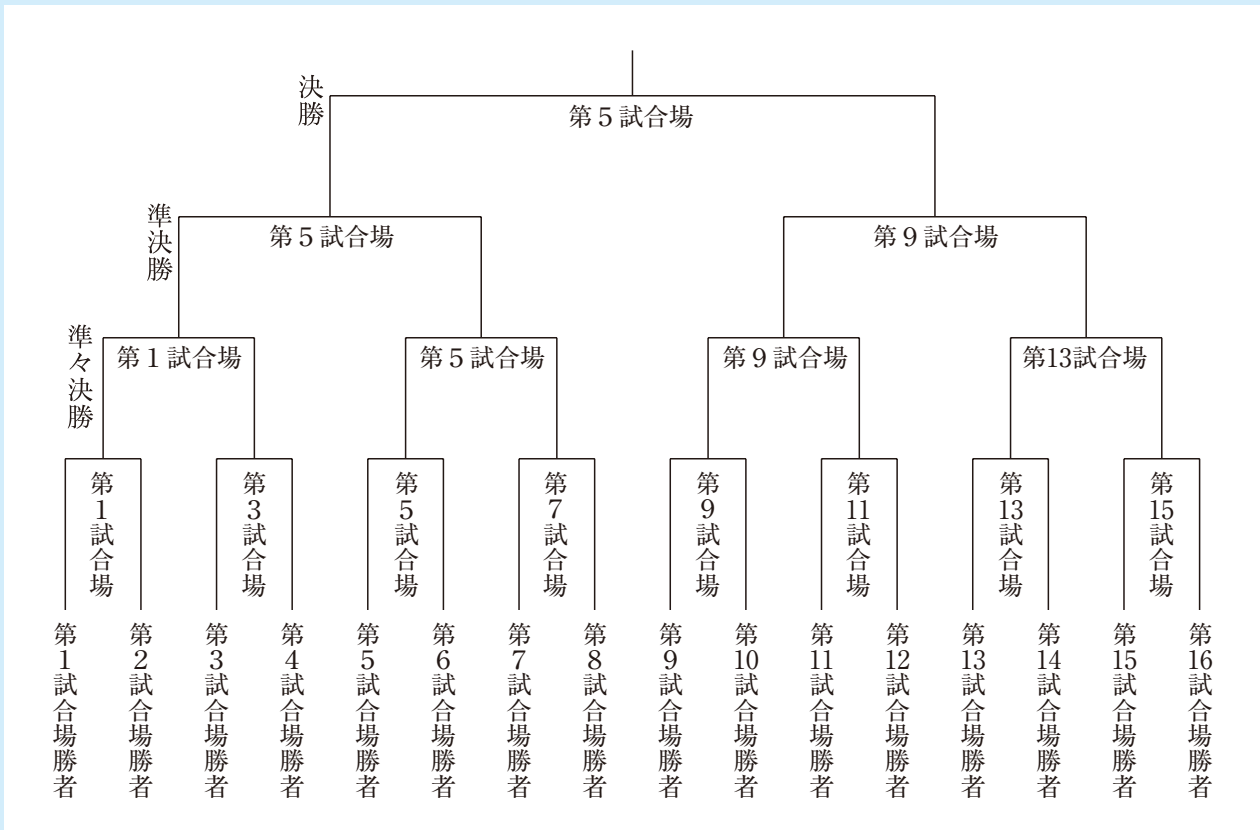 決勝
第５試合場
準決勝
第５試合場
第９試合場
準々決勝
第１試合場
第５試合場
第９試合場
第13試合場
第1試合場
第3試合場
第5試合場
第7試合場
第9試合場
第11試合場
第13試合場
第15試合場
第1試合場勝者
第2試合場勝者
第3試合場勝者
第4試合場勝者
第5試合場勝者
第6試合場勝者
第7試合場勝者
第8試合場勝者
第9試合場勝者
第10試合場勝者
第11試合場勝者
第12試合場勝者
第13試合場勝者
第14試合場勝者
第15試合場勝者
第16試合場勝者